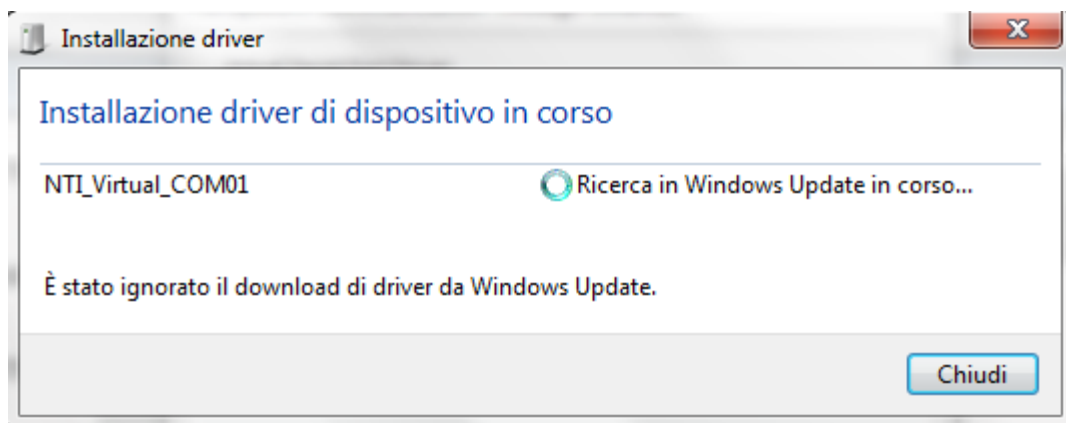 Installazione driver
Installazione driver di dispositivo in corso
NTI_Virtual_COM01 Ricerca in Windows Update in corso...
È stato ignorato il download di driver da Windows Update.
Chiudi